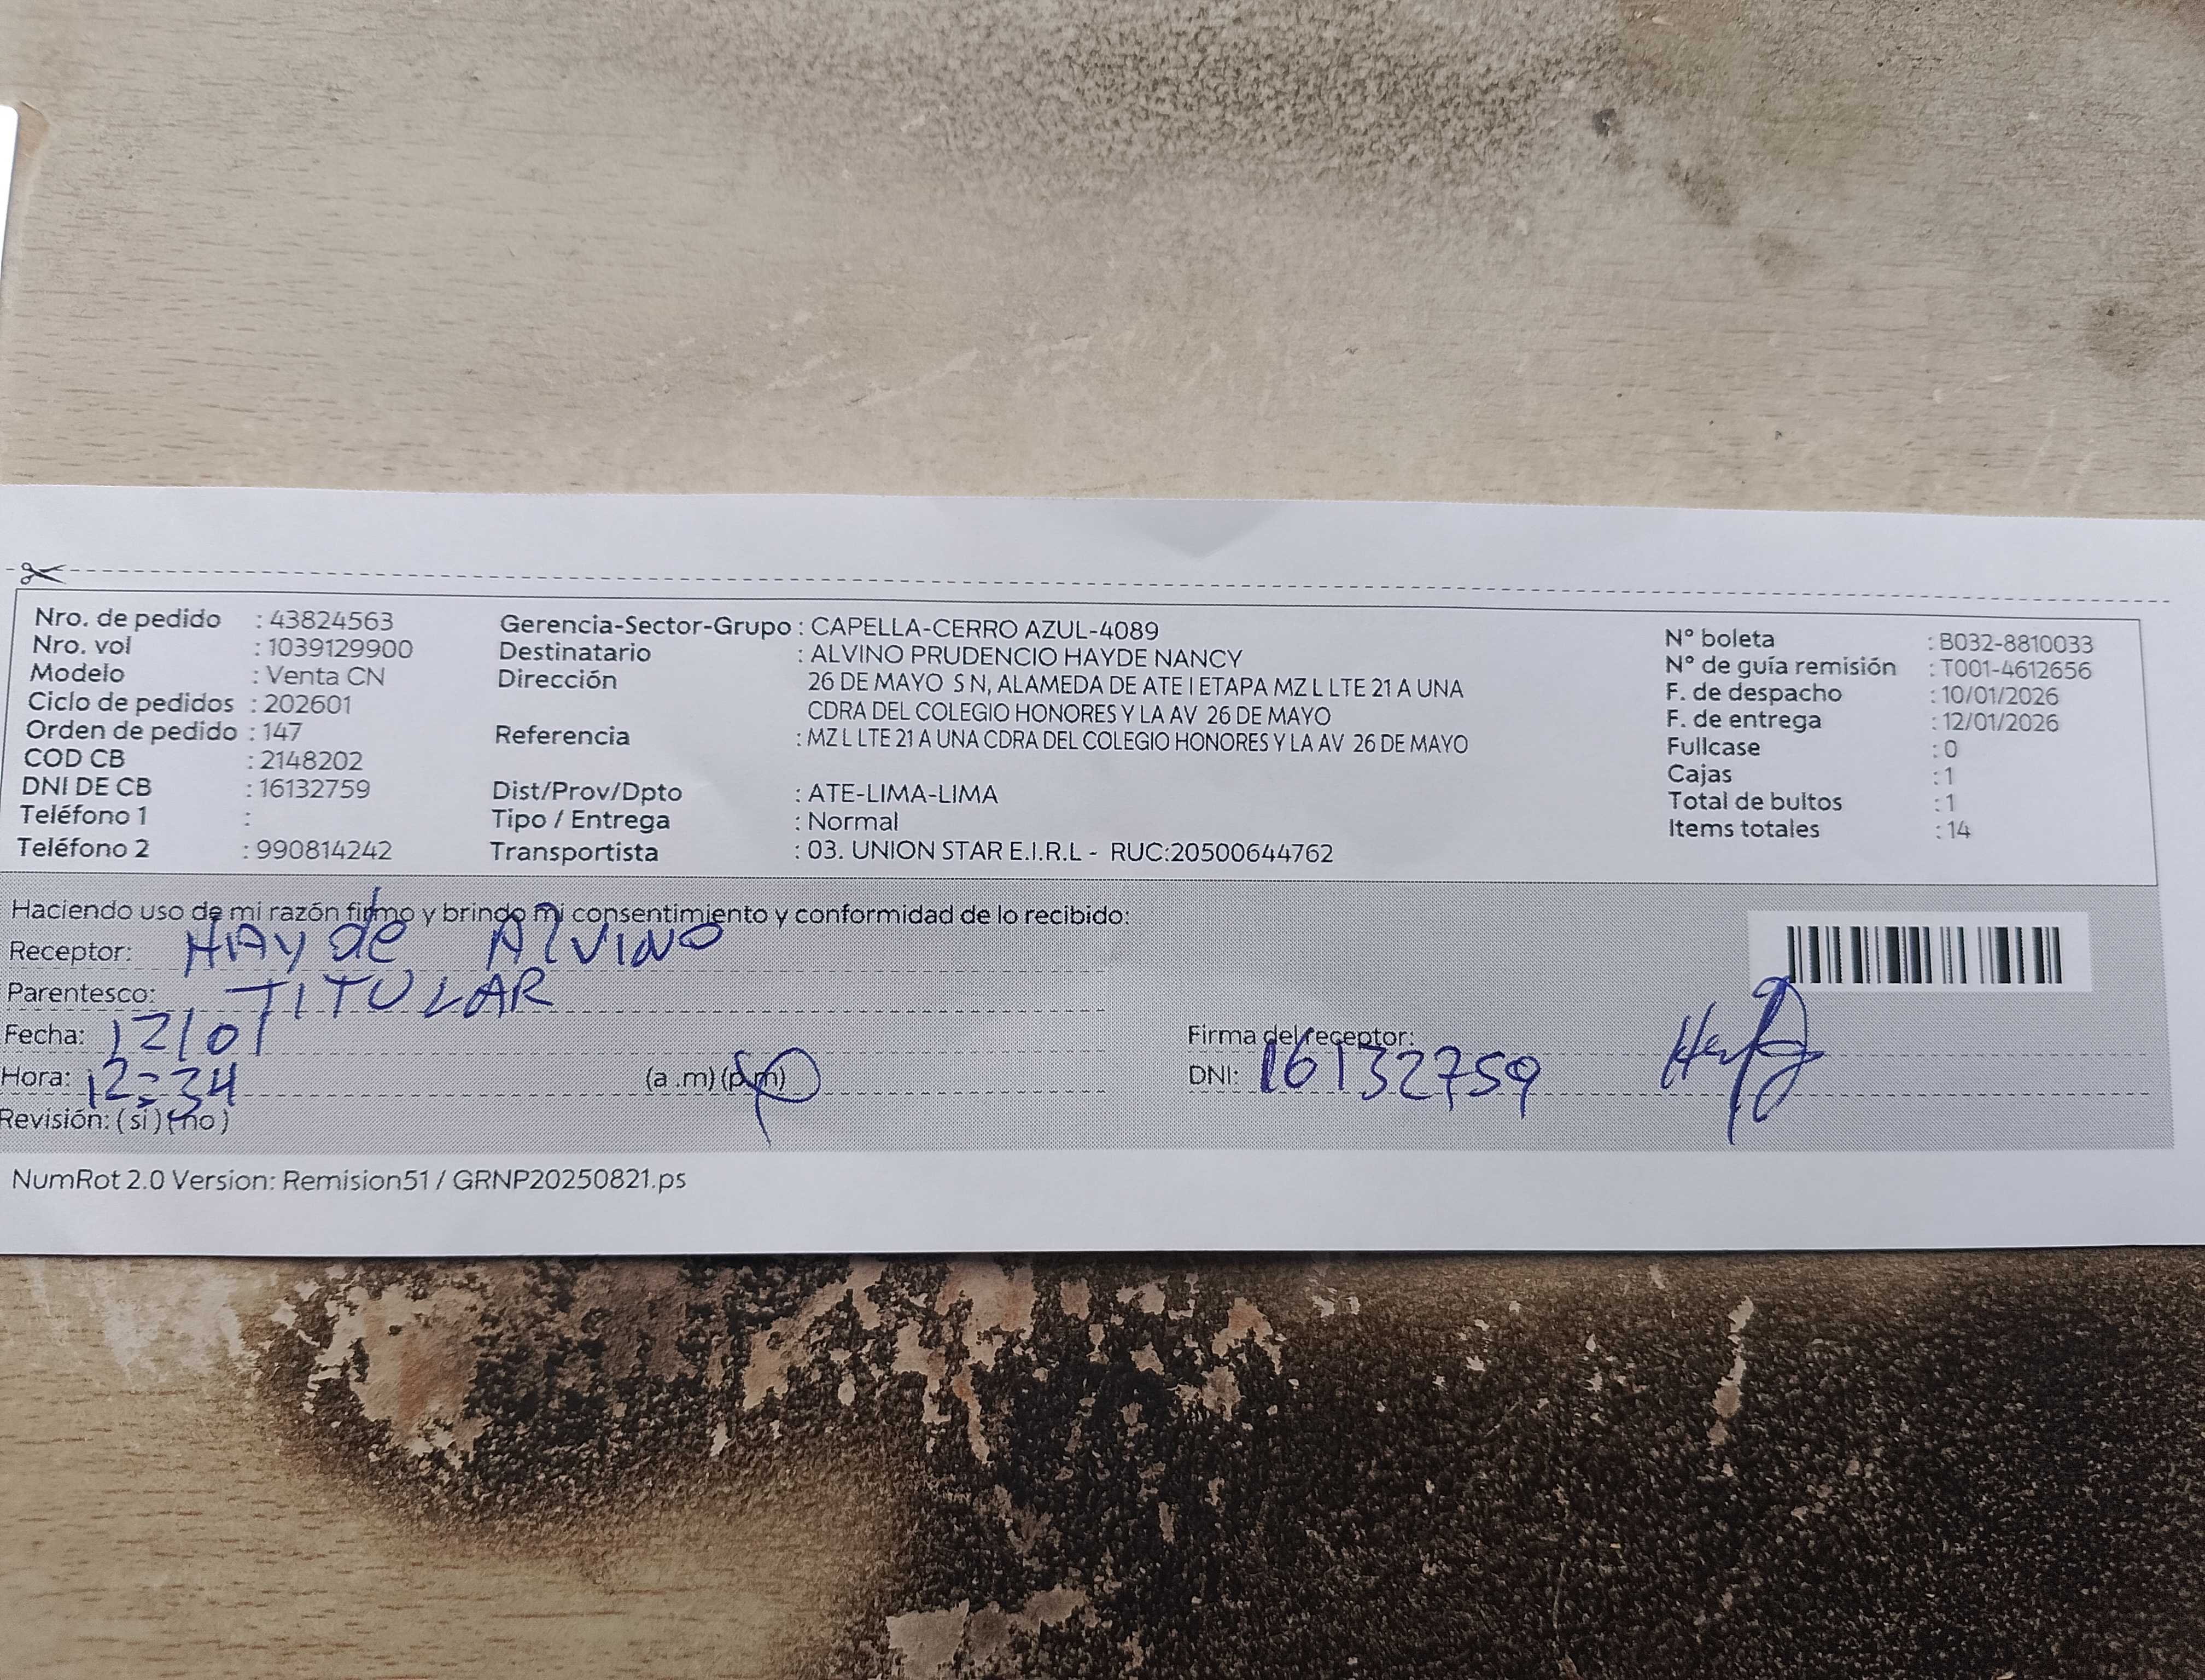 Nro. de pedido : 43824563
Nro. vol : 1039129900
Modelo : Venta CN
Ciclo de pedidos : 202601
Orden de pedido : 147
COD CB : 2148202
DNI DE CB : 16132759
Teléfono 1 :
Teléfono 2 : 990814242
Gerencia-Sector-Grupo : CAPELLA-CERRO AZUL-4089
Destinatario : ALVINO PRUDENCIO HAYDE NANCY
Dirección 26 DE MAYO S N, ALAMEDA DE ATE I ETAPA MZ L LTE 21 A UNA
CDRA DEL COLEGIO HONORES Y LA AV 26 DE MAYO
Referencia : MZ L LTE 21 A UNA CDRA DEL COLEGIO HONORES Y LA AV 26 DE MAYO
Dist/Prov/Dpto : ATE-LIMA-LIMA
Tipo / Entrega : Normal
Transportista : 03. UNION STAR E.I.R.L - RUC:20500644762
N° boleta : B032-8810033
N° de guía remisión : T001-4612656
F. de despacho : 10/01/2026
F. de entrega : 12/01/2026
Fullcase : 0
Cajas : 1
Total de bultos : 1
Items totales : 14
Haciendo uso de mi razón firmo y brindo mi consentimiento y conformidad de lo recibido:
Receptor: HAYdE AlVINO
Parentesco: TITULAR
Fecha: 12/01
Hora: 12:34 (a .m) (p.m)
Revisión: ( si ) ( no )
Firma del receptor:
DNI: 16132759
NumRot 2.0 Version: Remision51 / GRNP20250821.ps